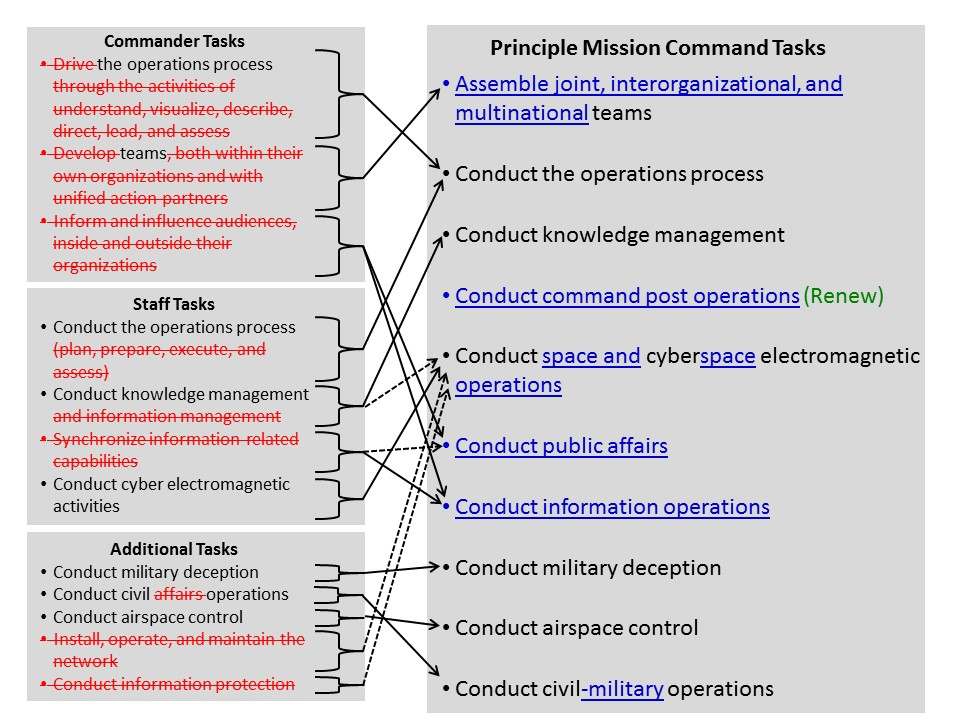 Commander Tasks
• Drive the operations process
through the activities of
understand, visualize, describe,
direct, lead, and assess
• Develop teams, both within their
own organizations and with
unified action partners
• Inform and influence audiences,
inside and outside their
organizations
Staff Tasks
• Conduct the operations process
(plan, prepare, execute, and
assess)
• Conduct knowledge management
and information management
• Synchronize information-related
capabilities
• Conduct cyber electromagnetic
activities
Additional Tasks
• Conduct military deception
• Conduct civil affairs operations
• Conduct airspace control
• Install, operate, and maintain the
network
• Conduct information protection
Principle Mission Command Tasks
• Assemble joint, interorganizational, and
multinational teams
• Conduct the operations process
• Conduct knowledge management
• Conduct command post operations (Renew)
• Conduct space and cyberspace electromagnetic
operations
• Conduct public affairs
• Conduct information operations
• Conduct military deception
• Conduct airspace control
• Conduct civil-military operations